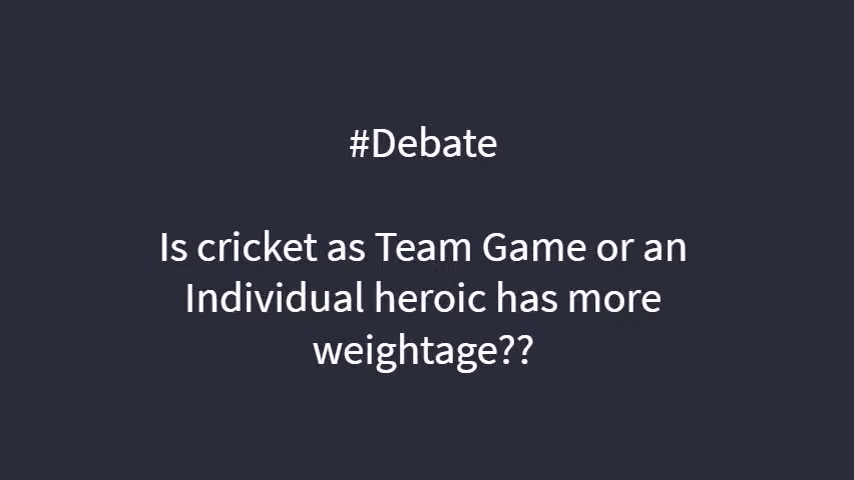 #Debate
Is cricket as Team Game or an
Individual heroic has more
weightage??